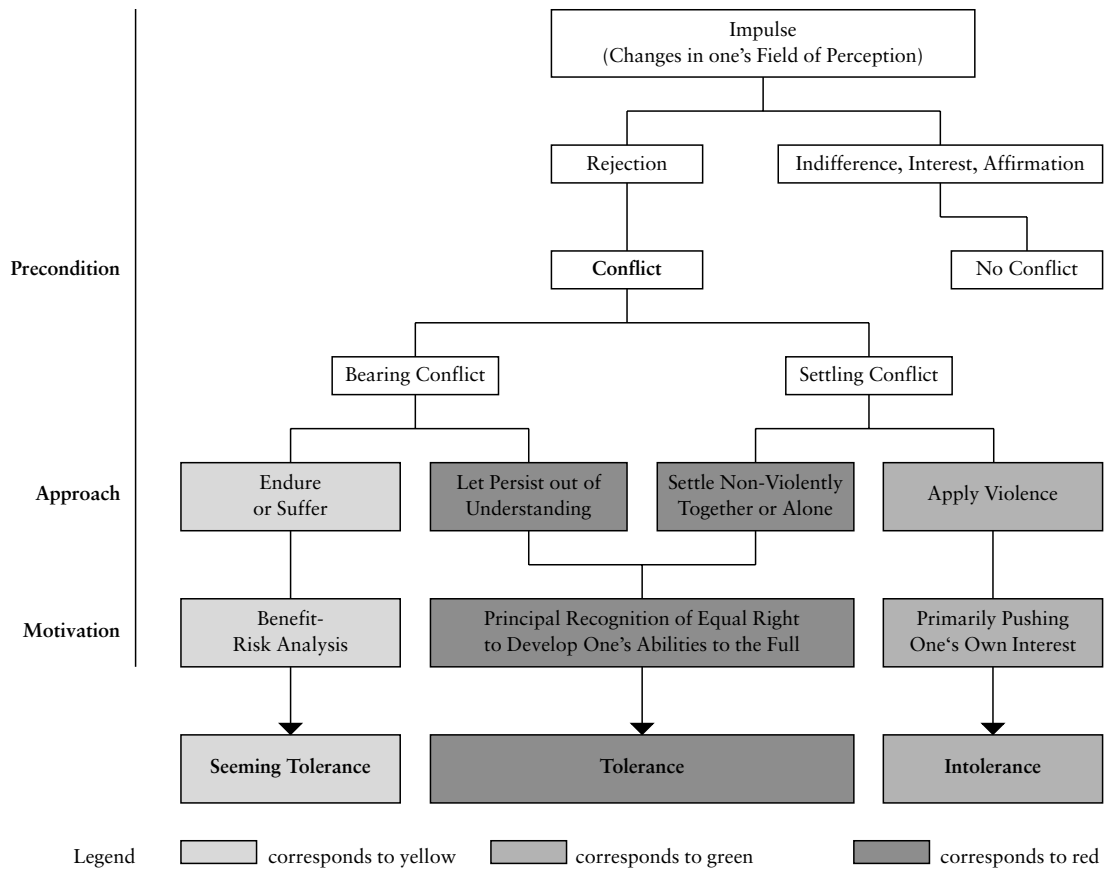 Impulse
(Changes in one’s Field of Perception)
Rejection
Indifference, Interest, Affirmation
Precondition
Conflict
No Conflict
Bearing Conflict
Settling Conflict
Approach
Endure
or Suffer
Let Persist out of
Understanding
Settle Non-Violently
Together or Alone
Apply Violence
Motivation
Benefit-
Risk Analysis
Principal Recognition of Equal Right
to Develop One’s Abilities to the Full
Primarily Pushing
One‘s Own Interest
Seeming Tolerance
Tolerance
Intolerance
Legend
corresponds to yellow
corresponds to green
corresponds to red